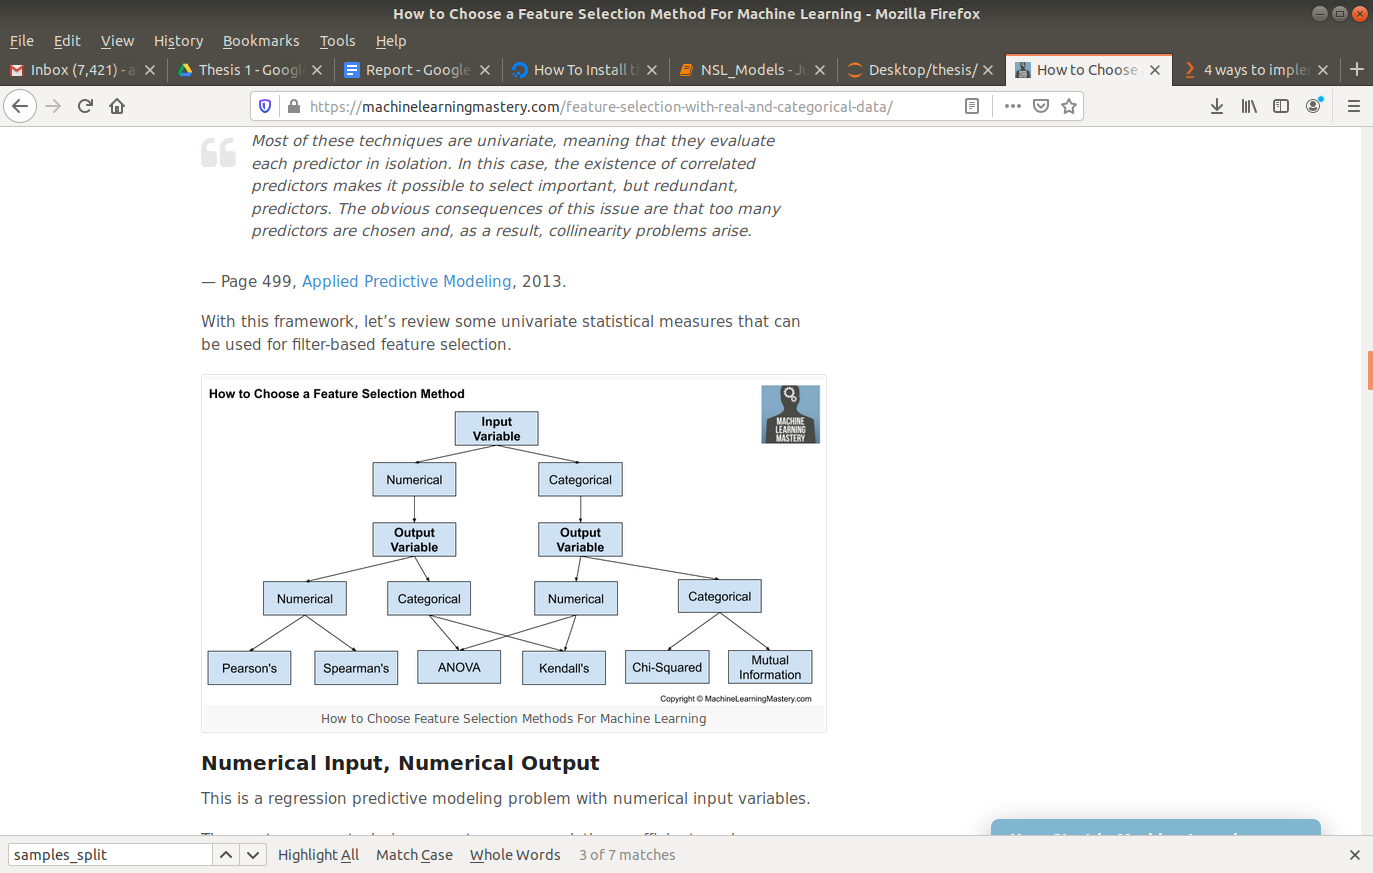 How to Choose a Feature Selection Method For Machine Learning - Mozilla Firefox
File Edit View History Bookmarks Tools Help
Inbox (7,421) - a
Thesis 1 - Googl
Report - Google
How To Install t
NSL_Models - Ju
Desktop/thesis/
How to Choose
4 ways to imple
https://machinelearningmastery.com/feature-selection-with-real-and-categorical-data/
Most of these techniques are univariate, meaning that they evaluate
each predictor in isolation. In this case, the existence of correlated
predictors makes it possible to select important, but redundant,
predictors. The obvious consequences of this issue are that too many
predictors are chosen and, as a result, collinearity problems arise.
— Page 499, Applied Predictive Modeling, 2013.
With this framework, let’s review some univariate statistical measures that can
be used for filter-based feature selection.
How to Choose a Feature Selection Method
MACHINE
LEARNING
MASTERY
Input
Variable
Numerical
Categorical
Output
Variable
Output
Variable
Numerical
Categorical
Numerical
Categorical
Pearson's
Spearman's
ANOVA
Kendall's
Chi-Squared
Mutual
Information
Copyright © MachineLearningMastery.com
How to Choose Feature Selection Methods For Machine Learning
Numerical Input, Numerical Output
This is a regression predictive modeling problem with numerical input variables.
samples_split
Highlight All Match Case Whole Words 3 of 7 matches